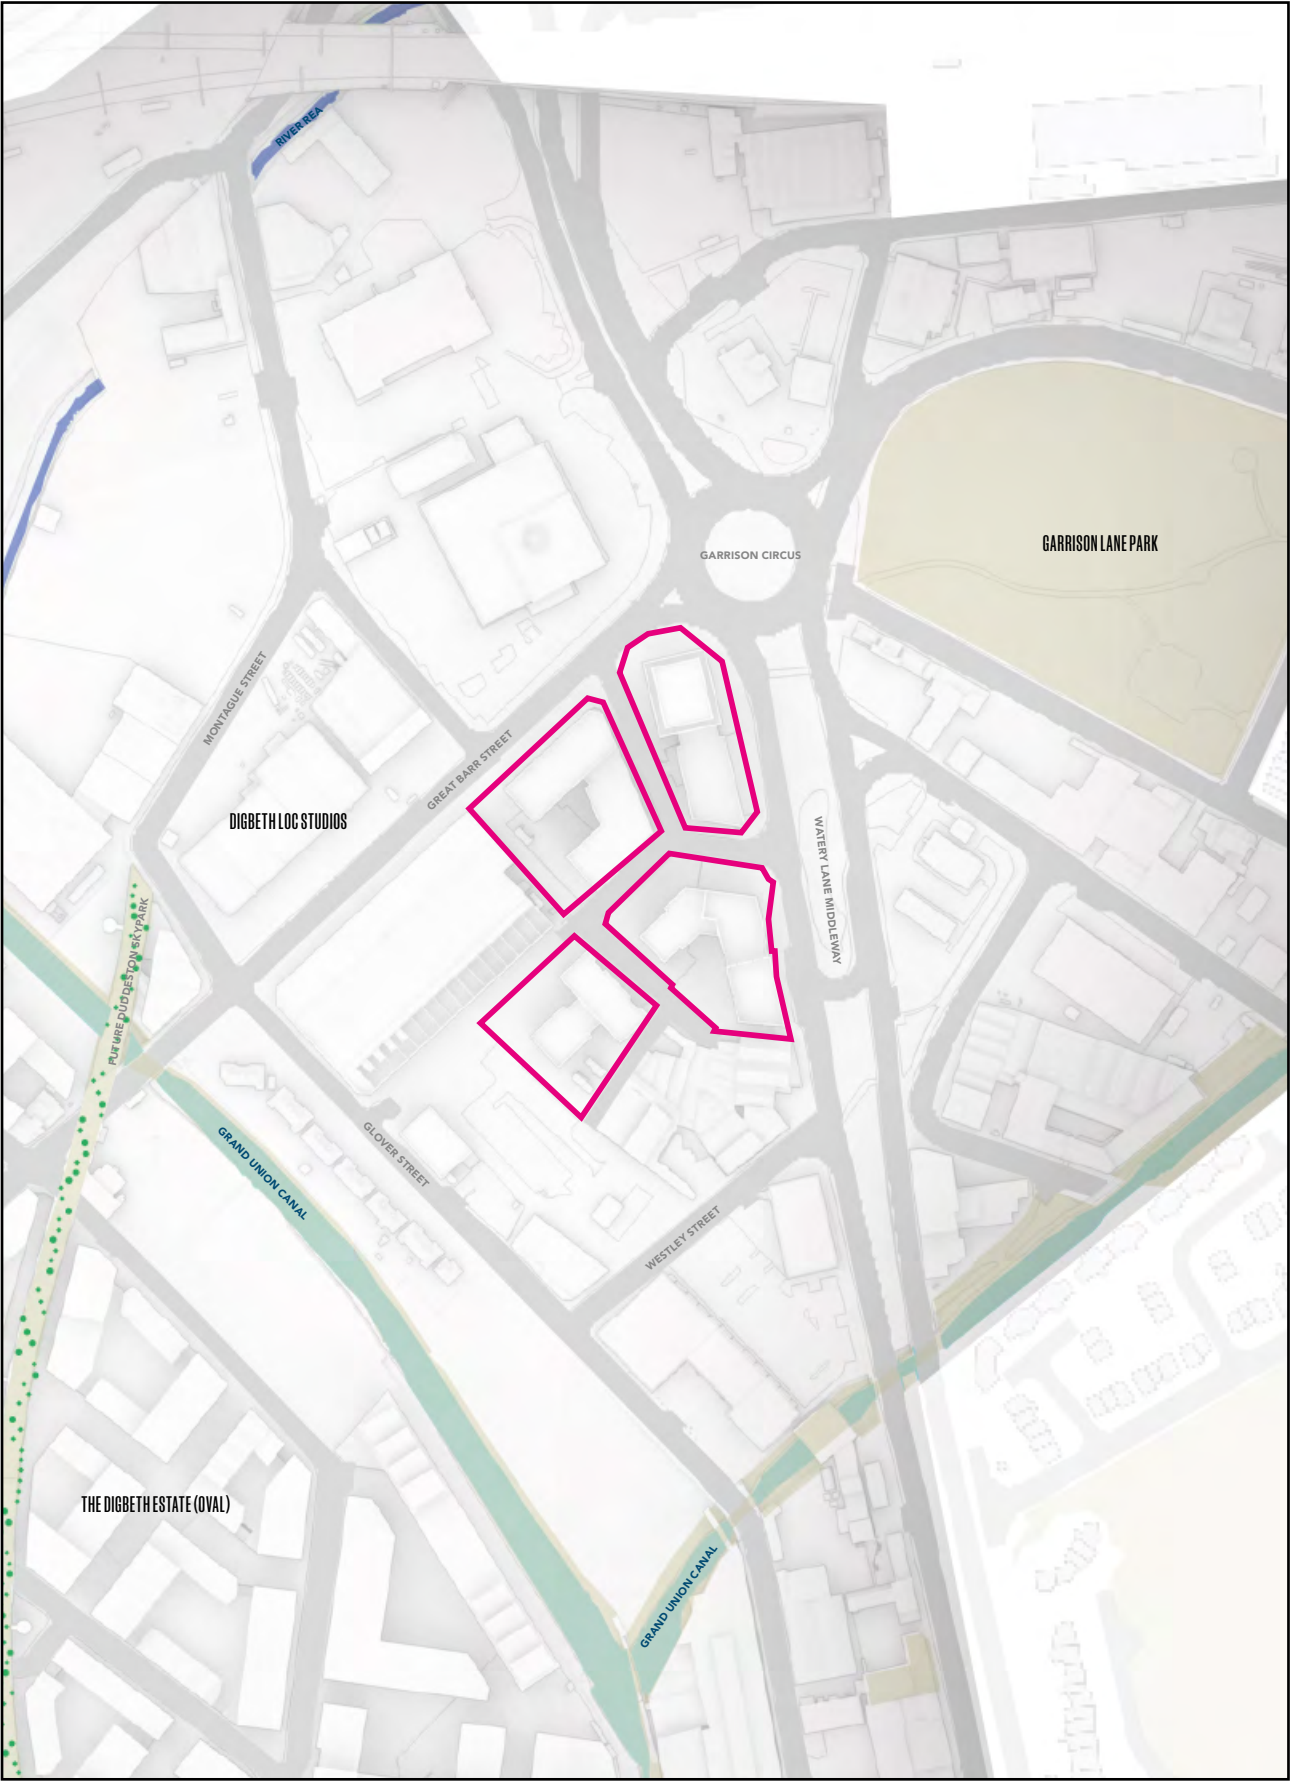 RIVER REA
GARRISON LANE PARK
GARRISON CIRCUS
MONTAGUE STREET
GREAT BARR STREET
DIGBETH LOC STUDIOS
WATERY LANE MIDDLEWAY
FUTURE DUDDESTON SKYPARK
GRAND UNION CANAL
GLOVER STREET
WESTLEY STREET
THE DIGBETH ESTATE (OVAL)
GRAND UNION CANAL